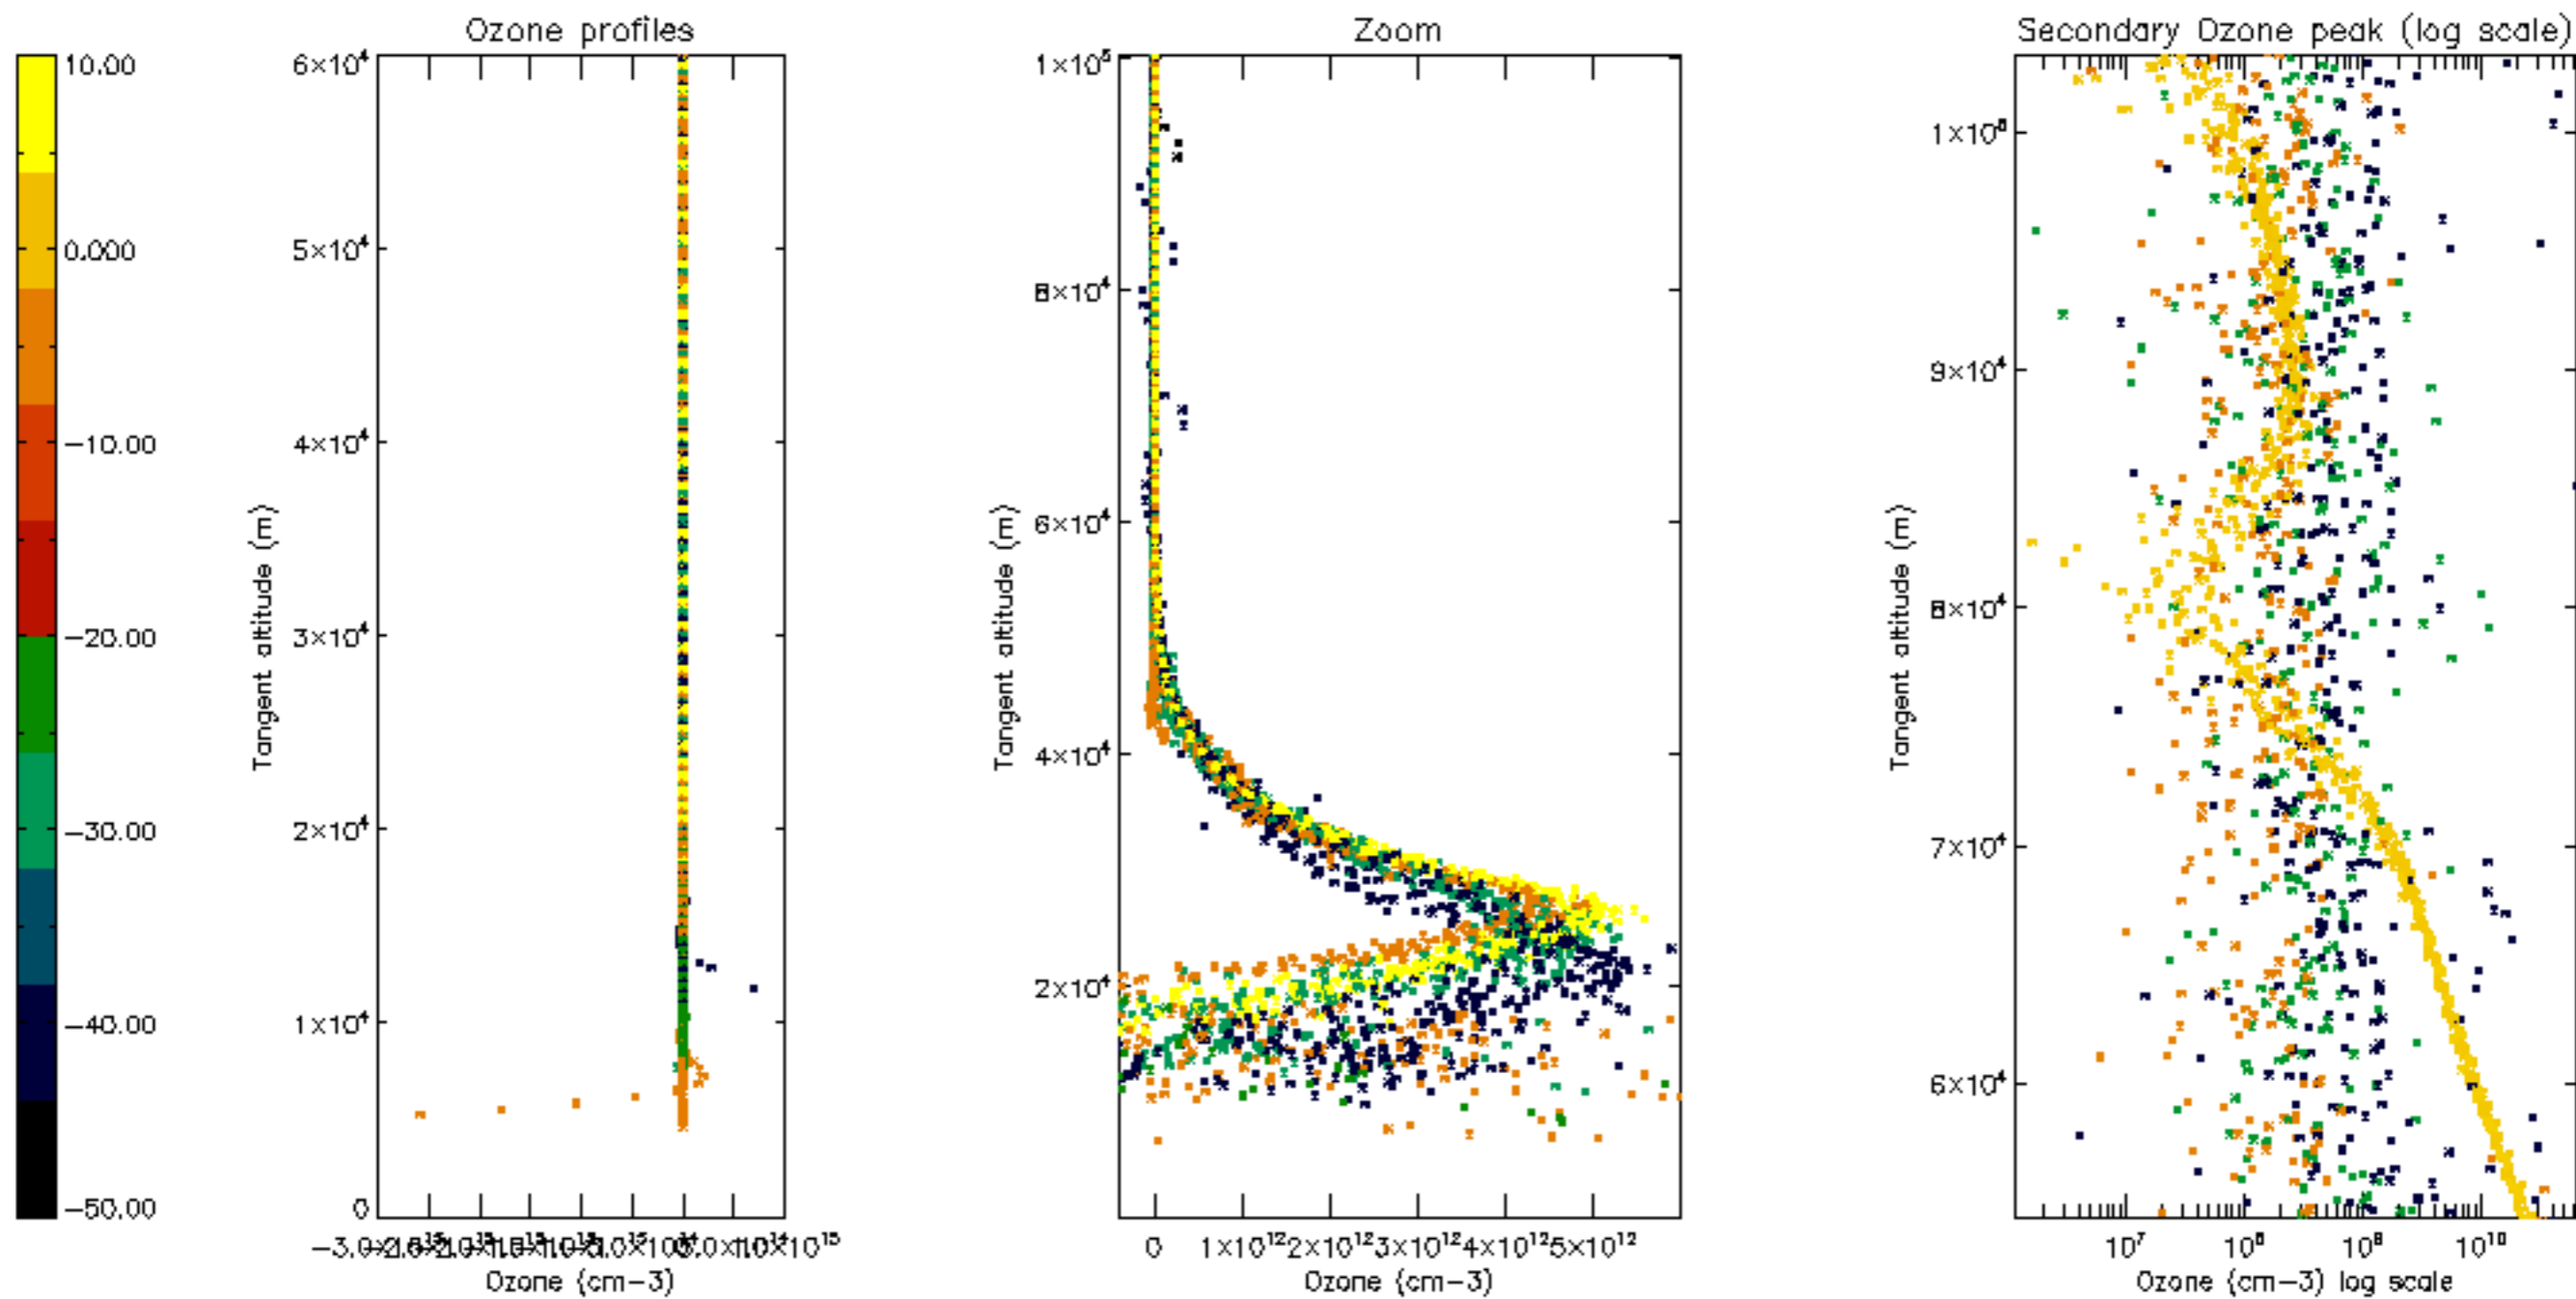 Ozone profiles
Zoom
Secondary Ozone peak (log scale)
10.00
0.000
−10.00
−20.00
−30.00
−40.00
−50.00
6×10⁴
5×10⁴
4×10⁴
3×10⁴
2×10⁴
1×10⁴
0
Tangent altitude (m)
1.0×10¹⁵
Ozone (cm−3)
1×10⁵
8×10⁴
6×10⁴
4×10⁴
2×10⁴
Tangent altitude (m)
0 1×10¹² 2×10¹² 3×10¹² 4×10¹² 5×10¹²
Ozone (cm−3)
9×10⁴
8×10⁴
7×10⁴
6×10⁴
Tangent altitude (m)
10⁷ 10⁸ 10⁹ 10¹⁰
Ozone (cm−3) log scale